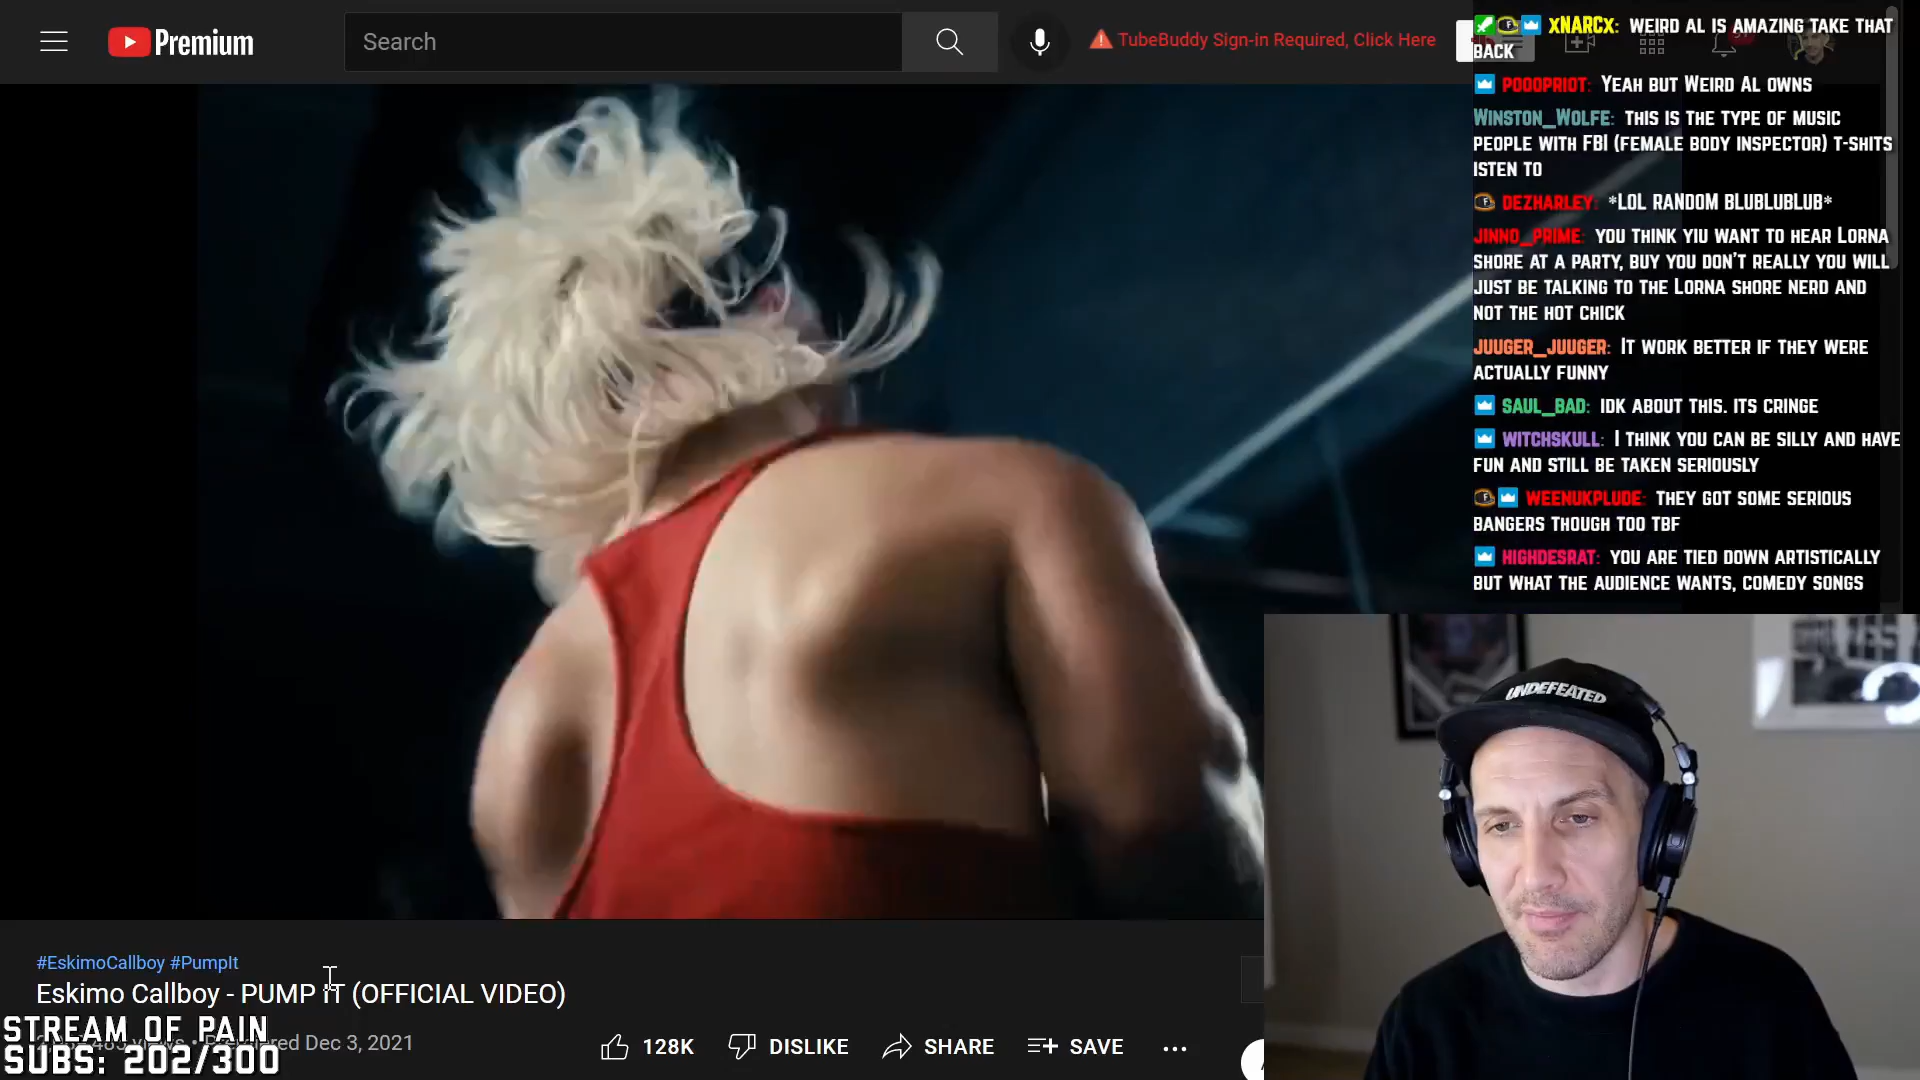 Premium
Search
TubeBuddy Sign-in Required, Click Here
xNARCx: WEIRD AL IS AMAZING TAKE THAT
BACK
POOOPRIOT: YEAH BUT WEIRD AL OWNS
WINSTON_WOLFE: THIS IS THE TYPE OF MUSIC
PEOPLE WITH FBI (FEMALE BODY INSPECTOR) T-SHITS
ISTEN TO
DEZHARLEY: *LOL RANDOM BLUBLUBLUB*
JINNO_PRIME: YOU THINK YIU WANT TO HEAR LORNA
SHORE AT A PARTY, BUY YOU DON'T REALLY YOU WILL
JUST BE TALKING TO THE LORNA SHORE NERD AND
NOT THE HOT CHICK
JUUGER_JUUGER: IT WORK BETTER IF THEY WERE
ACTUALLY FUNNY
SAUL_BAD: IDK ABOUT THIS. ITS CRINGE
WITCHSKULL: I THINK YOU CAN BE SILLY AND HAVE
FUN AND STILL BE TAKEN SERIOUSLY
WEENUKPLUDE: THEY GOT SOME SERIOUS
BANGERS THOUGH TOO TBF
HIGHDESRAT: YOU ARE TIED DOWN ARTISTICALLY
BUT WHAT THE AUDIENCE WANTS, COMEDY SONGS
UNDEFEATED
#EskimoCallboy #PumpIt
Eskimo Callboy - PUMP IT (OFFICIAL VIDEO)
STREAM OF PAIN
SUBS: 202/300
views • Premiered Dec 3, 2021
128K
DISLIKE
SHARE
SAVE